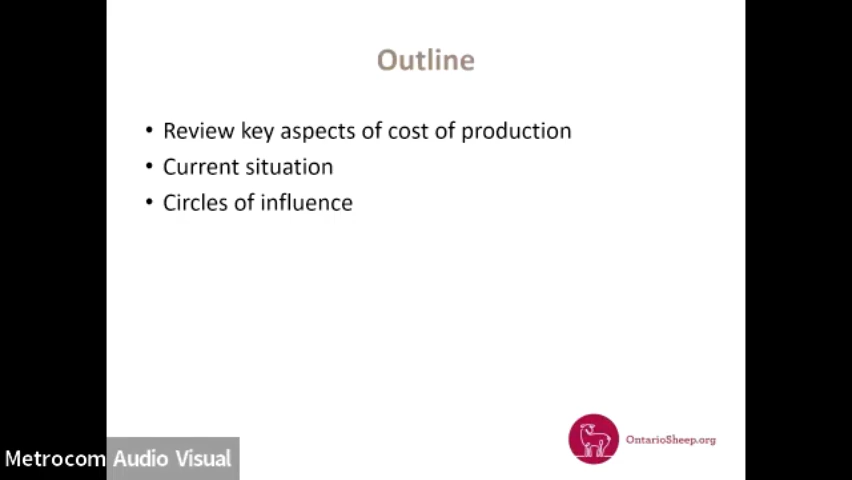 Outline
• Review key aspects of cost of production
• Current situation
• Circles of influence
OntarioSheep.org
Metrocom Audio Visual